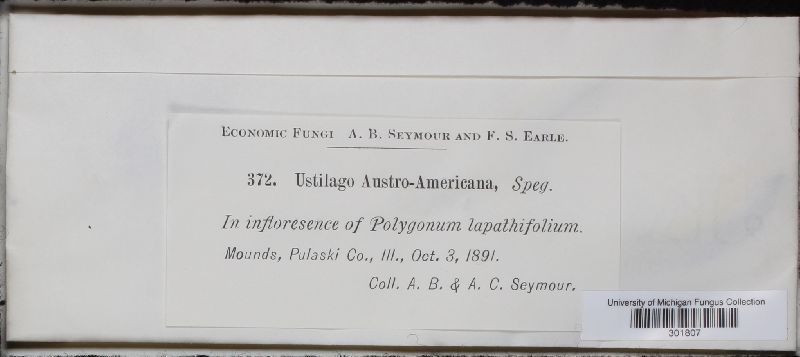 ECONOMIC FUNGI A. B. SEYMOUR AND F. S. EARLE.
372. Ustilago Austro-Americana, Speg.
In infloresence of Polygonum lapathifolium.
Mounds, Pulaski Co., Ill., Oct. 3, 1891.
Coll. A. B. & A. C. Seymour.
University of Michigan Fungus Collection
301807